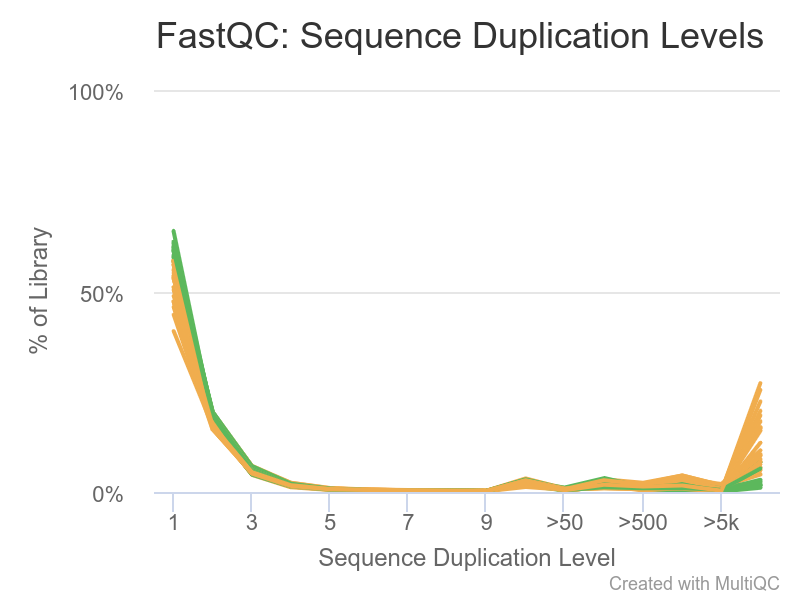 FastQC: Sequence Duplication Levels
100%
50%
0%
% of Library
1 3 5 7 9 >50 >500 >5k
Sequence Duplication Level
Created with MultiQC